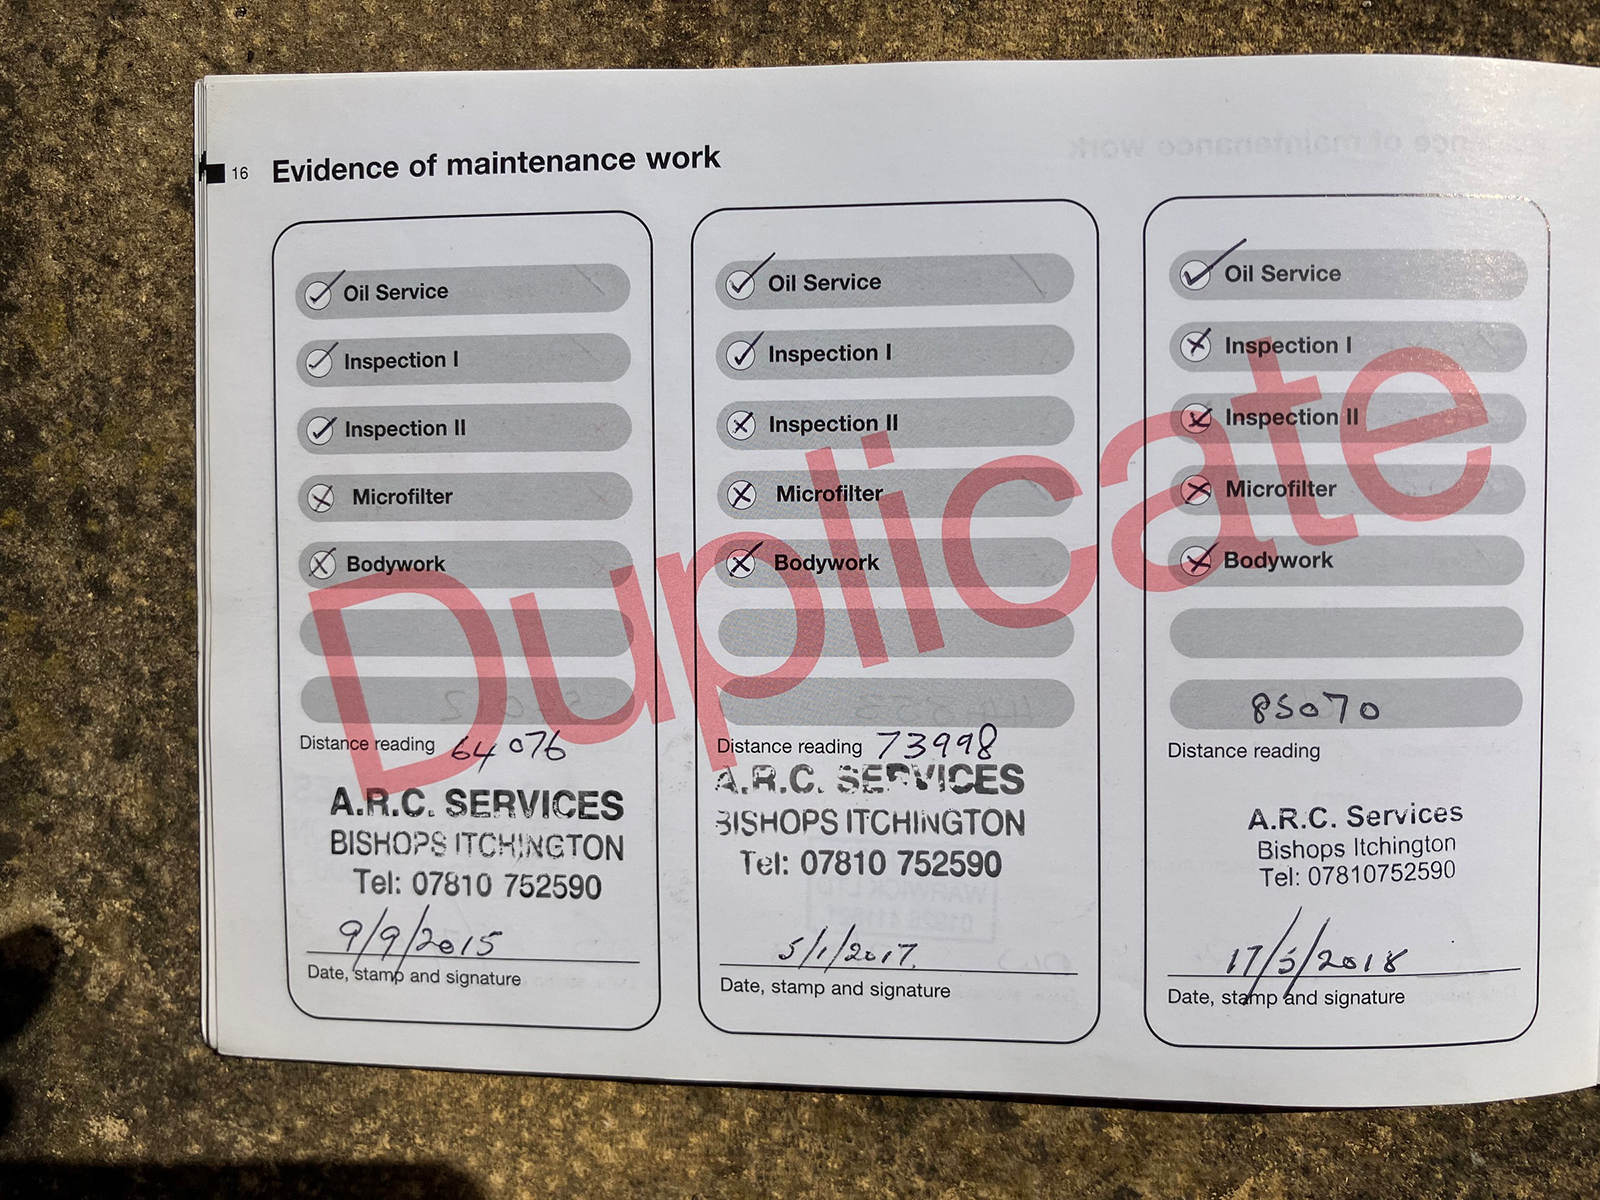 16 Evidence of maintenance work
Oil Service
Inspection I
Inspection II
Microfilter
Bodywork
Distance reading 64076
A.R.C. SERVICES
BISHOPS ITCHINGTON
Tel: 07810 752590
9/9/2015
Date, stamp and signature
Oil Service
Inspection I
Inspection II
Microfilter
Bodywork
Distance reading 73998
A.R.C. SERVICES
BISHOPS ITCHINGTON
Tel: 07810 752590
5/1/2017.
Date, stamp and signature
Oil Service
Inspection I
Inspection II
Microfilter
Bodywork
85070
Distance reading
A.R.C. Services
Bishops Itchington
Tel: 07810752590
17/5/2018
Date, stamp and signature
Duplicate